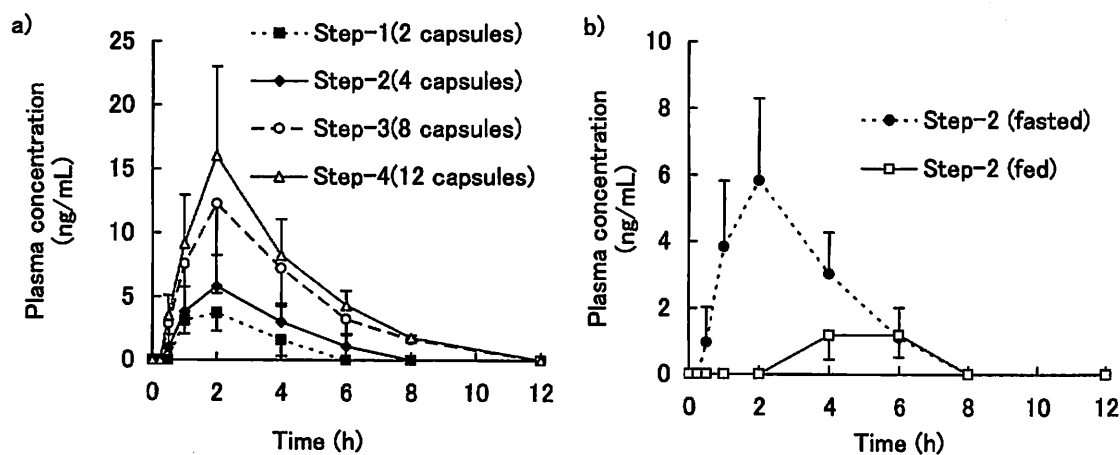 a)
25
20
15
10
5
0
Plasma concentration
(ng/mL)
Step-1(2 capsules)
Step-2(4 capsules)
Step-3(8 capsules)
Step-4(12 capsules)
0 2 4 6 8 10 12
Time (h)
b)
10
8
6
4
2
0
Plasma concentration
(ng/mL)
Step-2 (fasted)
Step-2 (fed)
0 2 4 6 8 10 12
Time (h)